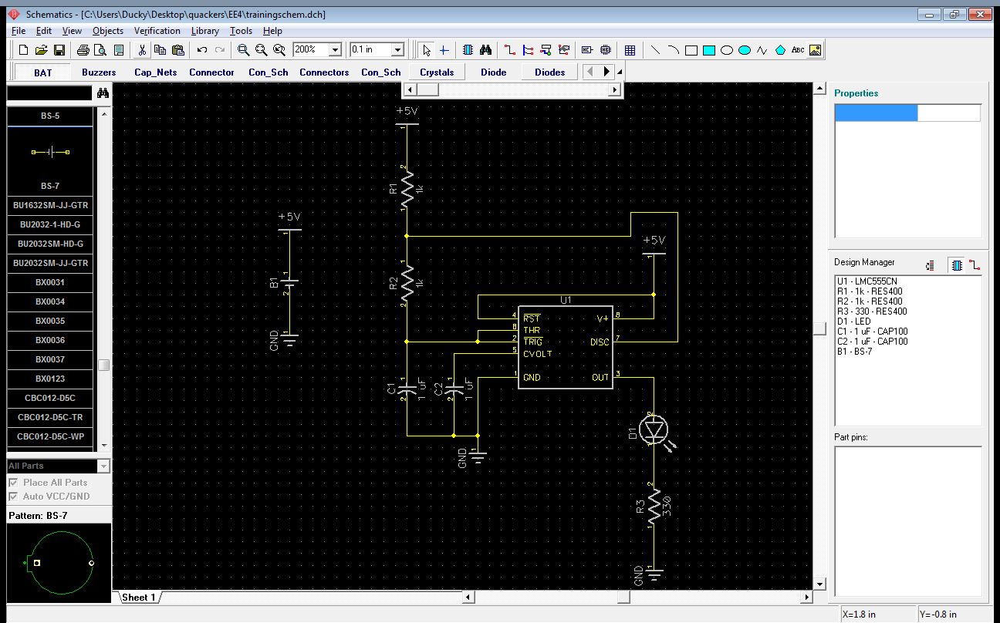 Schematics - [C:\Users\Ducky\Desktop\quackers\EE4\trainingschem.dch]
File Edit View Objects Verification Library Tools Help
200% 0.1 in ABC
BAT Buzzers Cap_Nets Connector Con_Sch Connectors Con_Sch Crystals Diode Diodes
BS-5
BS-7
BU1632SM-JJ-GTR
BU2032-1-HD-G
BU2032SM-HD-G
BU2032SM-JJ-GTR
BX0031
BX0034
BX0035
BX0036
BX0037
BX0123
CBC012-D5C
CBC012-D5C-TR
CBC012-D5C-WP
All Parts
Place All Parts
Auto VCC/GND
Pattern: BS-7
+5V
1
2
R1
1k
1
+5V
1
1
B1
2
1
GND
1
R2
1k
2
+5V
1
U1
4 RST V+ 8
6 THR
2 TRIG DISC 7
5 CVOLT
1 GND OUT 3
1
C1
1 uF
2
1
C2
1 uF
2
1
GND
2
D1
1
2
R3
330
1
1
GND
Sheet 1
Properties
Design Manager
U1 - LMC555CN
R1 - 1k - RES400
R2 - 1k - RES400
R3 - 330 - RES400
D1 - LED
C1 - 1 uF - CAP100
C2 - 1 uF - CAP100
B1 - BS-7
Part pins:
X=1.8 in Y=-0.8 in